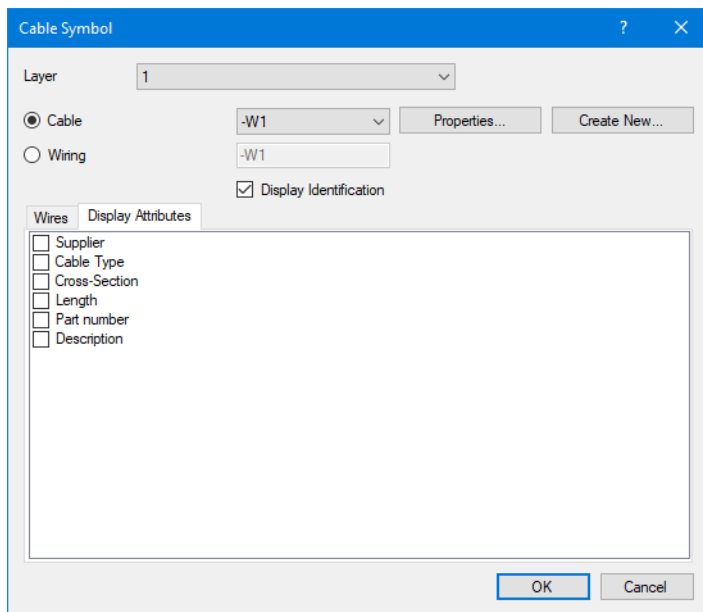 Cable Symbol ?
Layer 1
Cable -W1 Properties... Create New...
Wiring -W1
Display Identification
Wires Display Attributes
Supplier
Cable Type
Cross-Section
Length
Part number
Description
OK Cancel